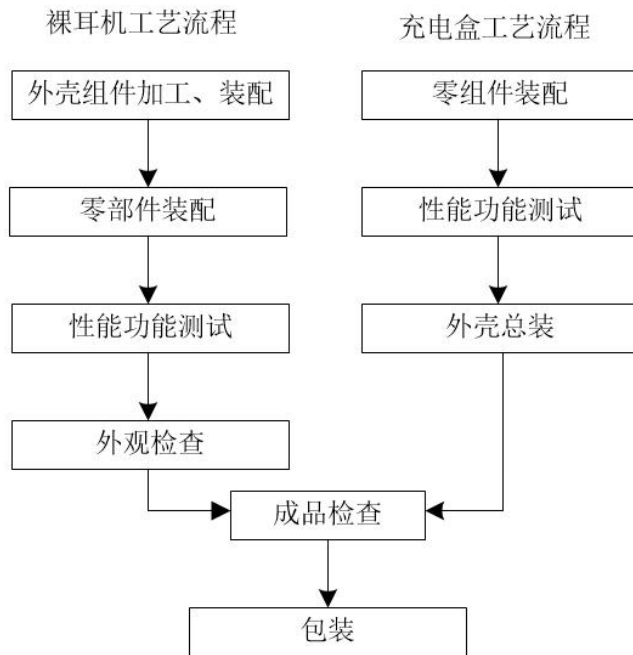 裸耳机工艺流程
充电盒工艺流程
外壳组件加工、装配
零组件装配
零部件装配
性能功能测试
性能功能测试
外壳总装
外观检查
成品检查
包装